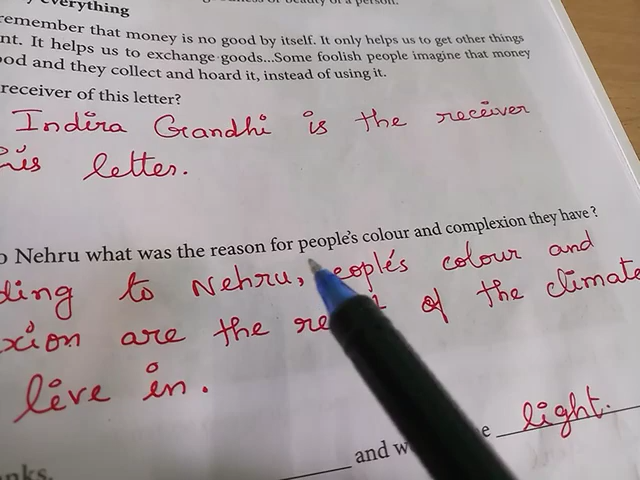 everything
remember that money is no good by itself. It only helps us to get other things
nt. It helps us to exchange goods...Some foolish people imagine that money
ood and they collect and hoard it, instead of using it.
receiver of this letter?
Indira Gandhi is the receiver
his letter.
o Nehru what was the reason for people's colour and complexion they have?
ding to Nehru, people's colour and
xion are the re of the climate
live in.
and w e light.
nks.